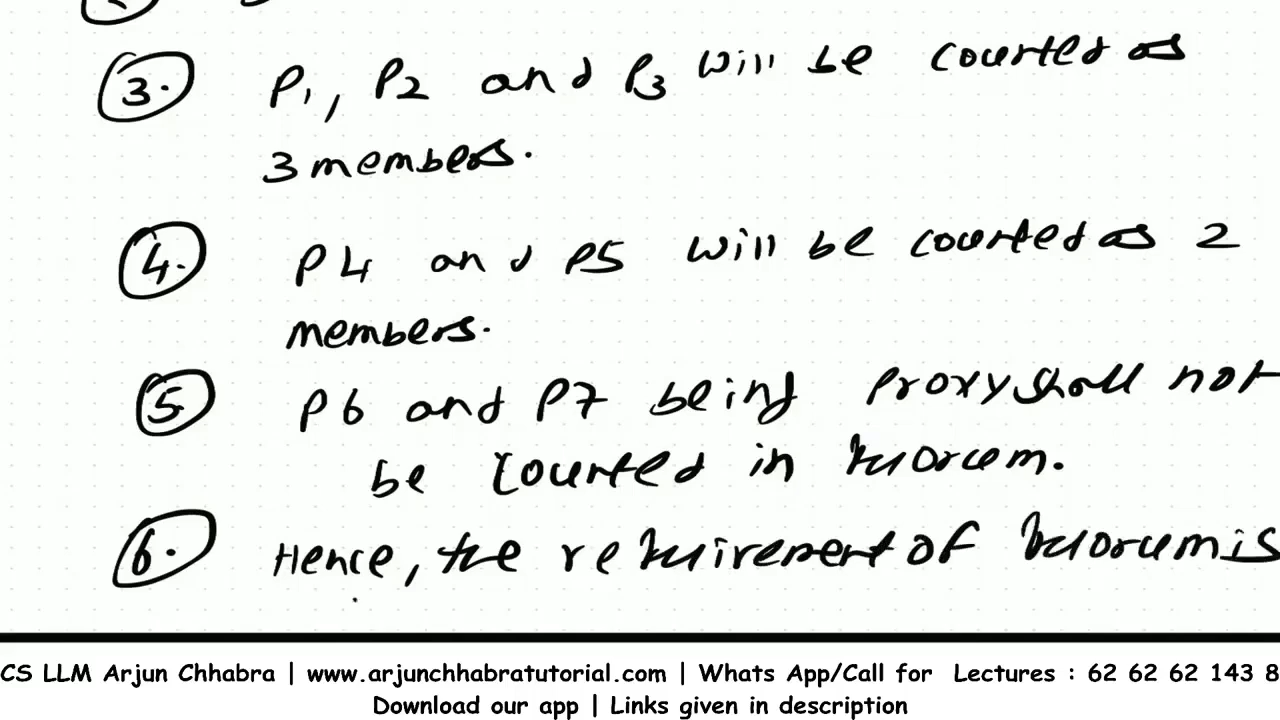 3. P1, P2 and P3 will be counted as
3 members.
4. P4 and P5 will be counted as 2
members.
5 P6 and P7 being proxy shall not
be counted in quorum.
6. Hence, the requirement of quorum is
CS LLM Arjun Chhabra | www.arjunchhabratutorial.com | Whats App/Call for Lectures : 62 62 62 143 8
Download our app | Links given in description